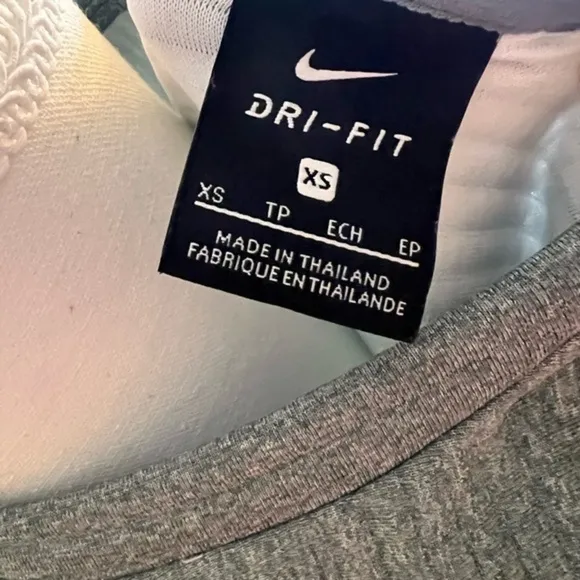 DRI-FIT
XS
XS TP ECH EP
MADE IN THAILAND
FABRIQUE EN THAILANDE